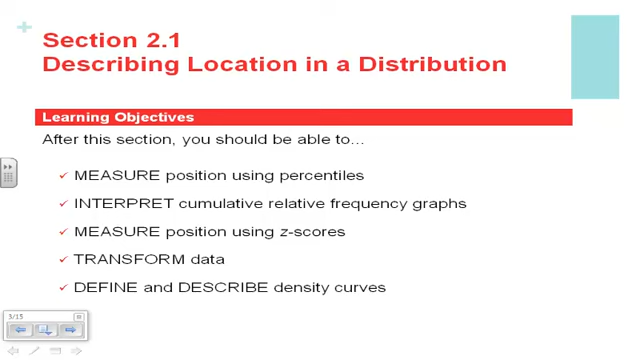 Section 2.1
Describing Location in a Distribution
Learning Objectives
After this section, you should be able to...
MEASURE position using percentiles
INTERPRET cumulative relative frequency graphs
MEASURE position using z-scores
TRANSFORM data
DEFINE and DESCRIBE density curves
3/15